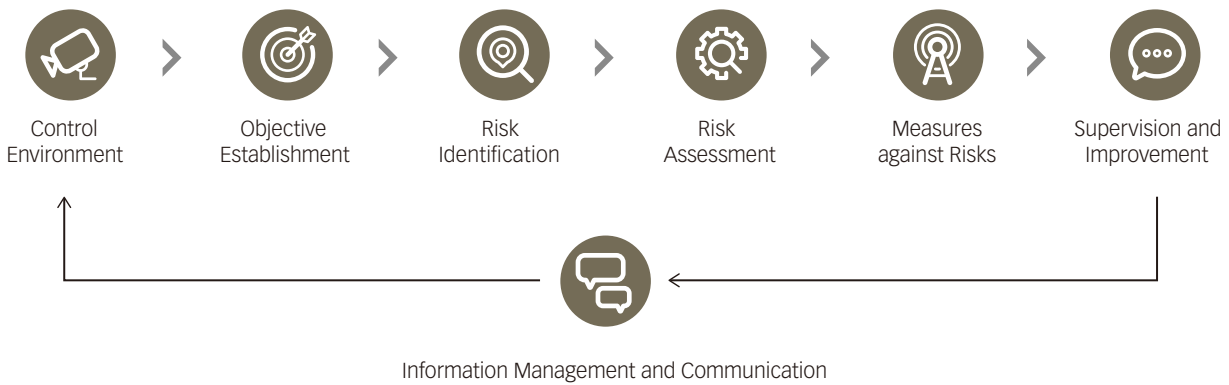 Control
Environment
Objective
Establishment
Risk
Identification
Risk
Assessment
Measures
against Risks
Supervision and
Improvement
Information Management and Communication